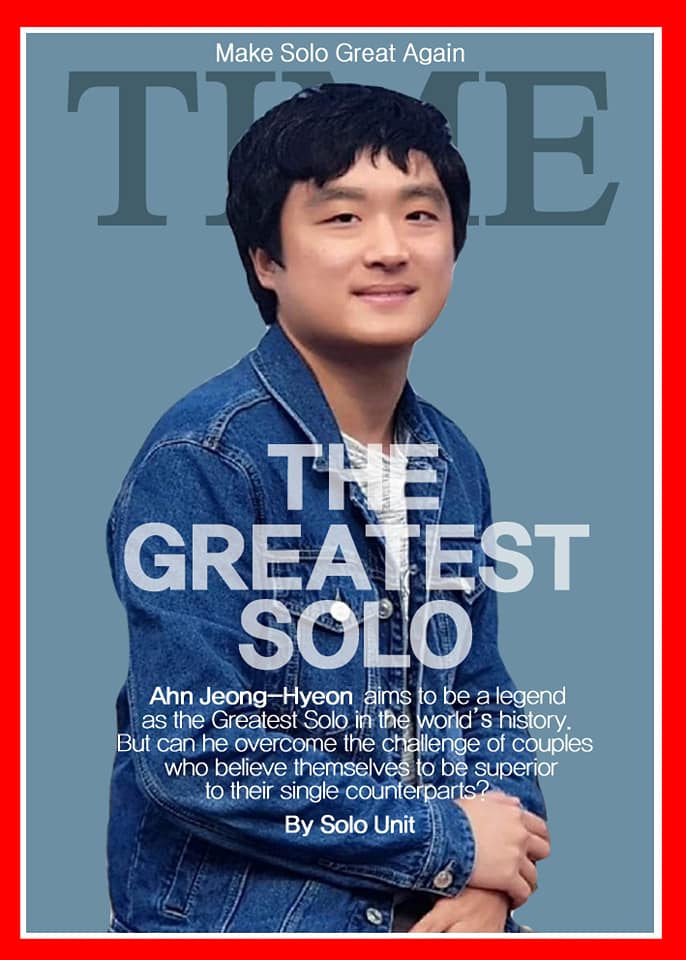 Make Solo Great Again
TIME
THE
GREATEST
SOLO
Ahn Jeong-Hyeon aims to be a legend
as the Greatest Solo in the world's history.
But can he overcome the challenge of couples
who believe themselves to be superior
to their single counterparts?
By Solo Unit